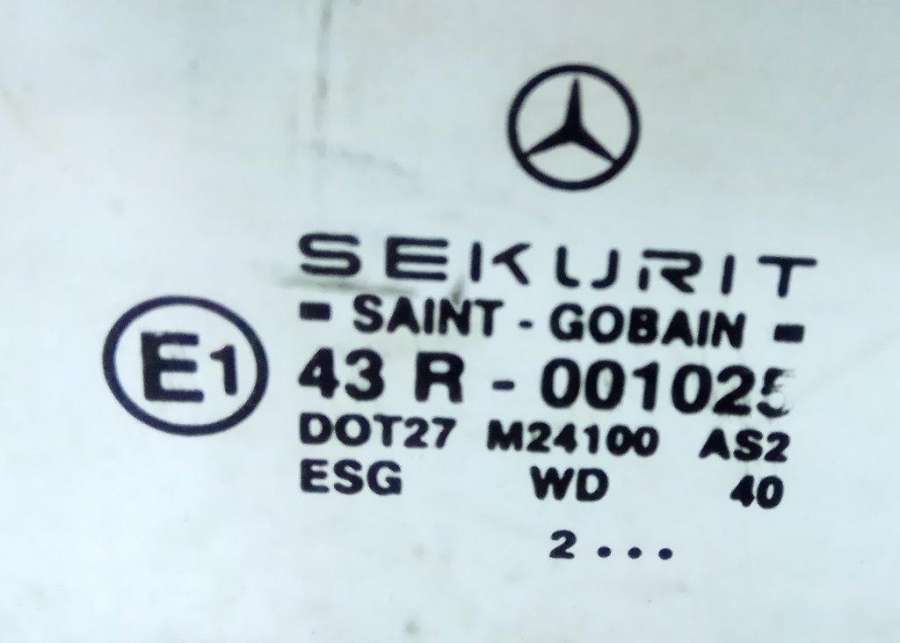 SEKURIT
- SAINT - GOBAIN -
E1
43 R - 001025
DOT27 M24100 AS2
ESG WD 40
2...